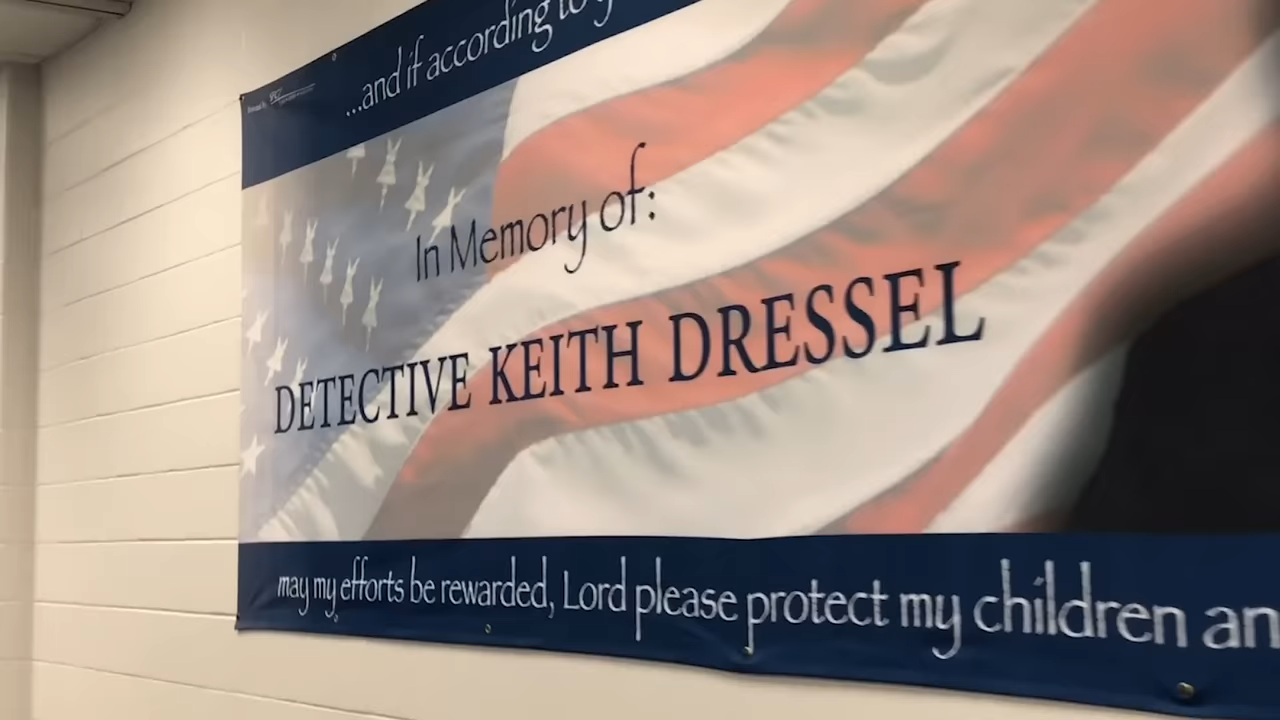 ...and if according to
In Memory of:
DETECTIVE KEITH DRESSEL
may my efforts be rewarded, Lord please protect my children an